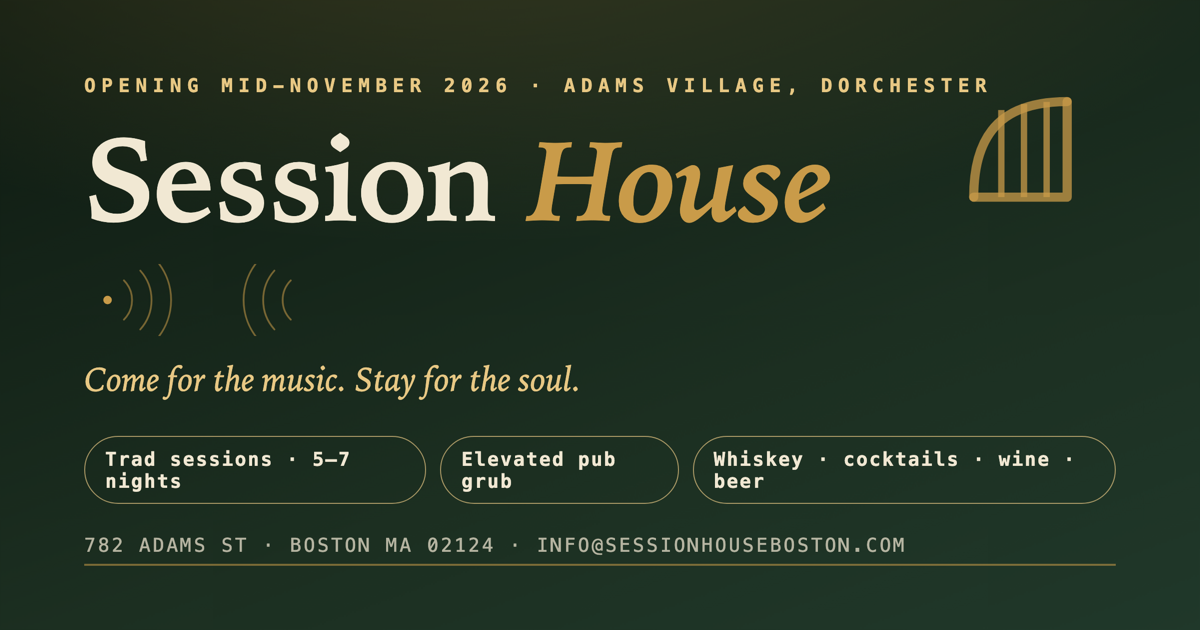 OPENING MID–NOVEMBER 2026 · ADAMS VILLAGE, DORCHESTER
Session House
Come for the music. Stay for the soul.
Trad sessions · 5–7
nights
Elevated pub
grub
Whiskey · cocktails · wine ·
beer
782 ADAMS ST · BOSTON MA 02124 · INFO@SESSIONHOUSEBOSTON.COM